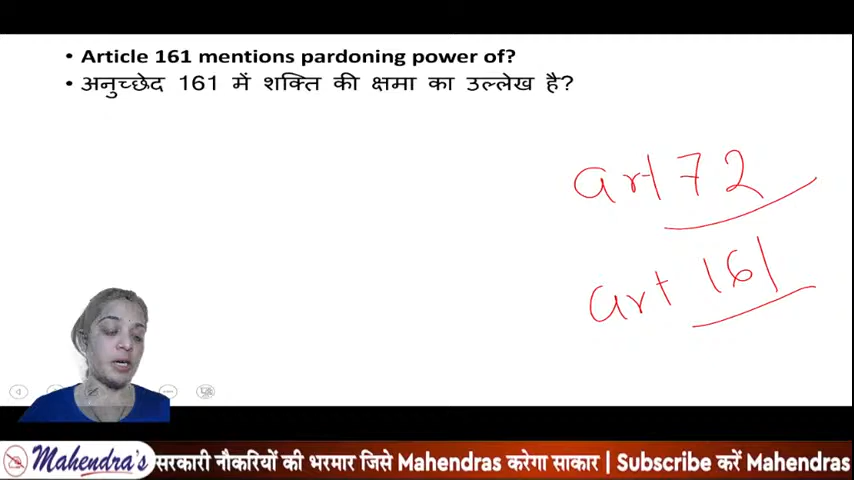 • Article 161 mentions pardoning power of?
• अनुच्छेद 161 में शक्ति की क्षमा का उल्लेख है?
art 72
art 161
Mahendra's सरकारी नौकरियों की भरमार जिसे Mahendras करेगा साकार | Subscribe करें Mahendras